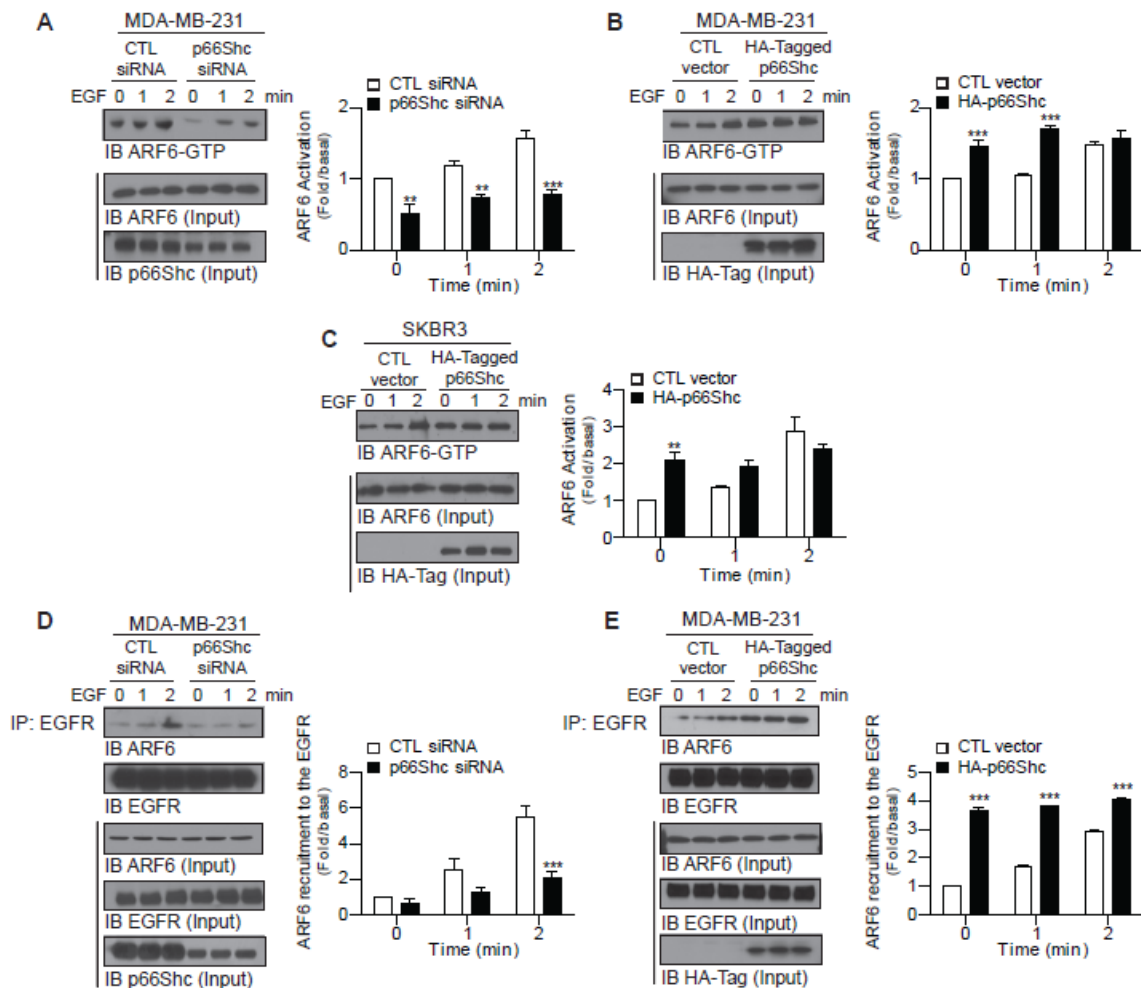 A
MDA-MB-231
CTL siRNA
p66Shc siRNA
EGF 0 1 2 0 1 2 min
IB ARF6-GTP
IB ARF6 (Input)
IB p66Shc (Input)
CTL siRNA
p66Shc siRNA
ARF6 Activation
(Fold/basal)
2
1
0
** ** ***
0 1 2
Time (min)
B
MDA-MB-231
CTL vector
HA-Tagged p66Shc
EGF 0 1 2 0 1 2 min
IB ARF6-GTP
IB ARF6 (Input)
IB HA-Tag (Input)
CTL vector
HA-p66Shc
ARF6 Activation
(Fold/basal)
2
1
0
*** ***
0 1 2
Time (min)
C
SKBR3
CTL vector
HA-Tagged p66Shc
EGF 0 1 2 0 1 2 min
IB ARF6-GTP
IB ARF6 (Input)
IB HA-Tag (Input)
CTL vector
HA-p66Shc
ARF6 Activation
(Fold/basal)
4
3
2
1
0
**
0 1 2
Time (min)
D
MDA-MB-231
CTL siRNA
p66Shc siRNA
EGF 0 1 2 0 1 2 min
IP: EGFR
IB ARF6
IB EGFR
IB ARF6 (Input)
IB EGFR (Input)
IB p66Shc (Input)
CTL siRNA
p66Shc siRNA
ARF6 recruitment to the EGFR
(Fold/basal)
8
6
4
2
0
***
0 1 2
Time (min)
E
MDA-MB-231
CTL vector
HA-Tagged p66Shc
EGF 0 1 2 0 1 2 min
IP: EGFR
IB ARF6
IB EGFR
IB ARF6 (Input)
IB EGFR (Input)
IB HA-Tag (Input)
CTL vector
HA-p66Shc
ARF6 recruitment to the EGFR
(Fold/basal)
5
4
3
2
1
0
*** *** ***
0 1 2
Time (min)